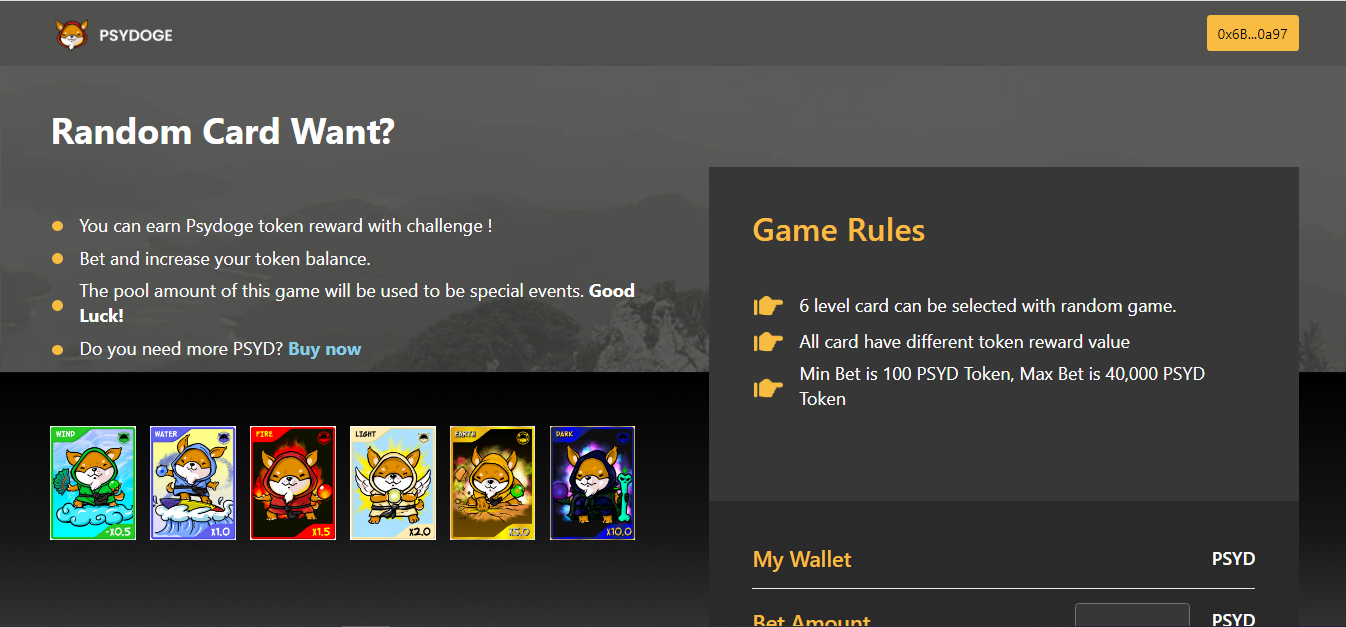 PSYDOGE
0x6B...0a97
Random Card Want?
You can earn Psydoge token reward with challenge !
Bet and increase your token balance.
The pool amount of this game will be used to be special events. Good
Luck!
Do you need more PSYD? Buy now
Game Rules
6 level card can be selected with random game.
All card have different token reward value
Min Bet is 100 PSYD Token, Max Bet is 40,000 PSYD
Token
WIND
WATER
FIRE
LIGHT
EARTH
DARK
-X0.5
X1.0
X1.5
X2.0
X5.0
X10.0
My Wallet
PSYD
Bet Amount
PSYD